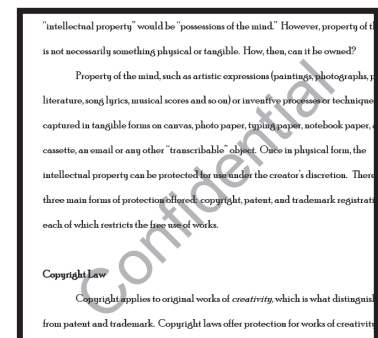 "intellectual property" would be "possessions of the mind." However, property of
is not necessarily something physical or tangible. How, then, can it be owned?
Property of the mind, such as artistic expressions (paintings, photographs,
literature, song lyrics, musical scores and so on) or inventive processes or technique
captured in tangible forms on canvas, photo paper, typing paper, notebook paper,
cassette, an email or any other "transcribable" object. Once in physical form, the
intellectual property can be protected for use under the creator's discretion. There
three main forms of protection offered: copyright, patent, and trademark registrati
each of which restricts the free use of works.
Copyright Law
Copyright applies to original works of creativity, which is what distinguis
from patent and trademark. Copyright laws offer protection for works of creativity
Confidential